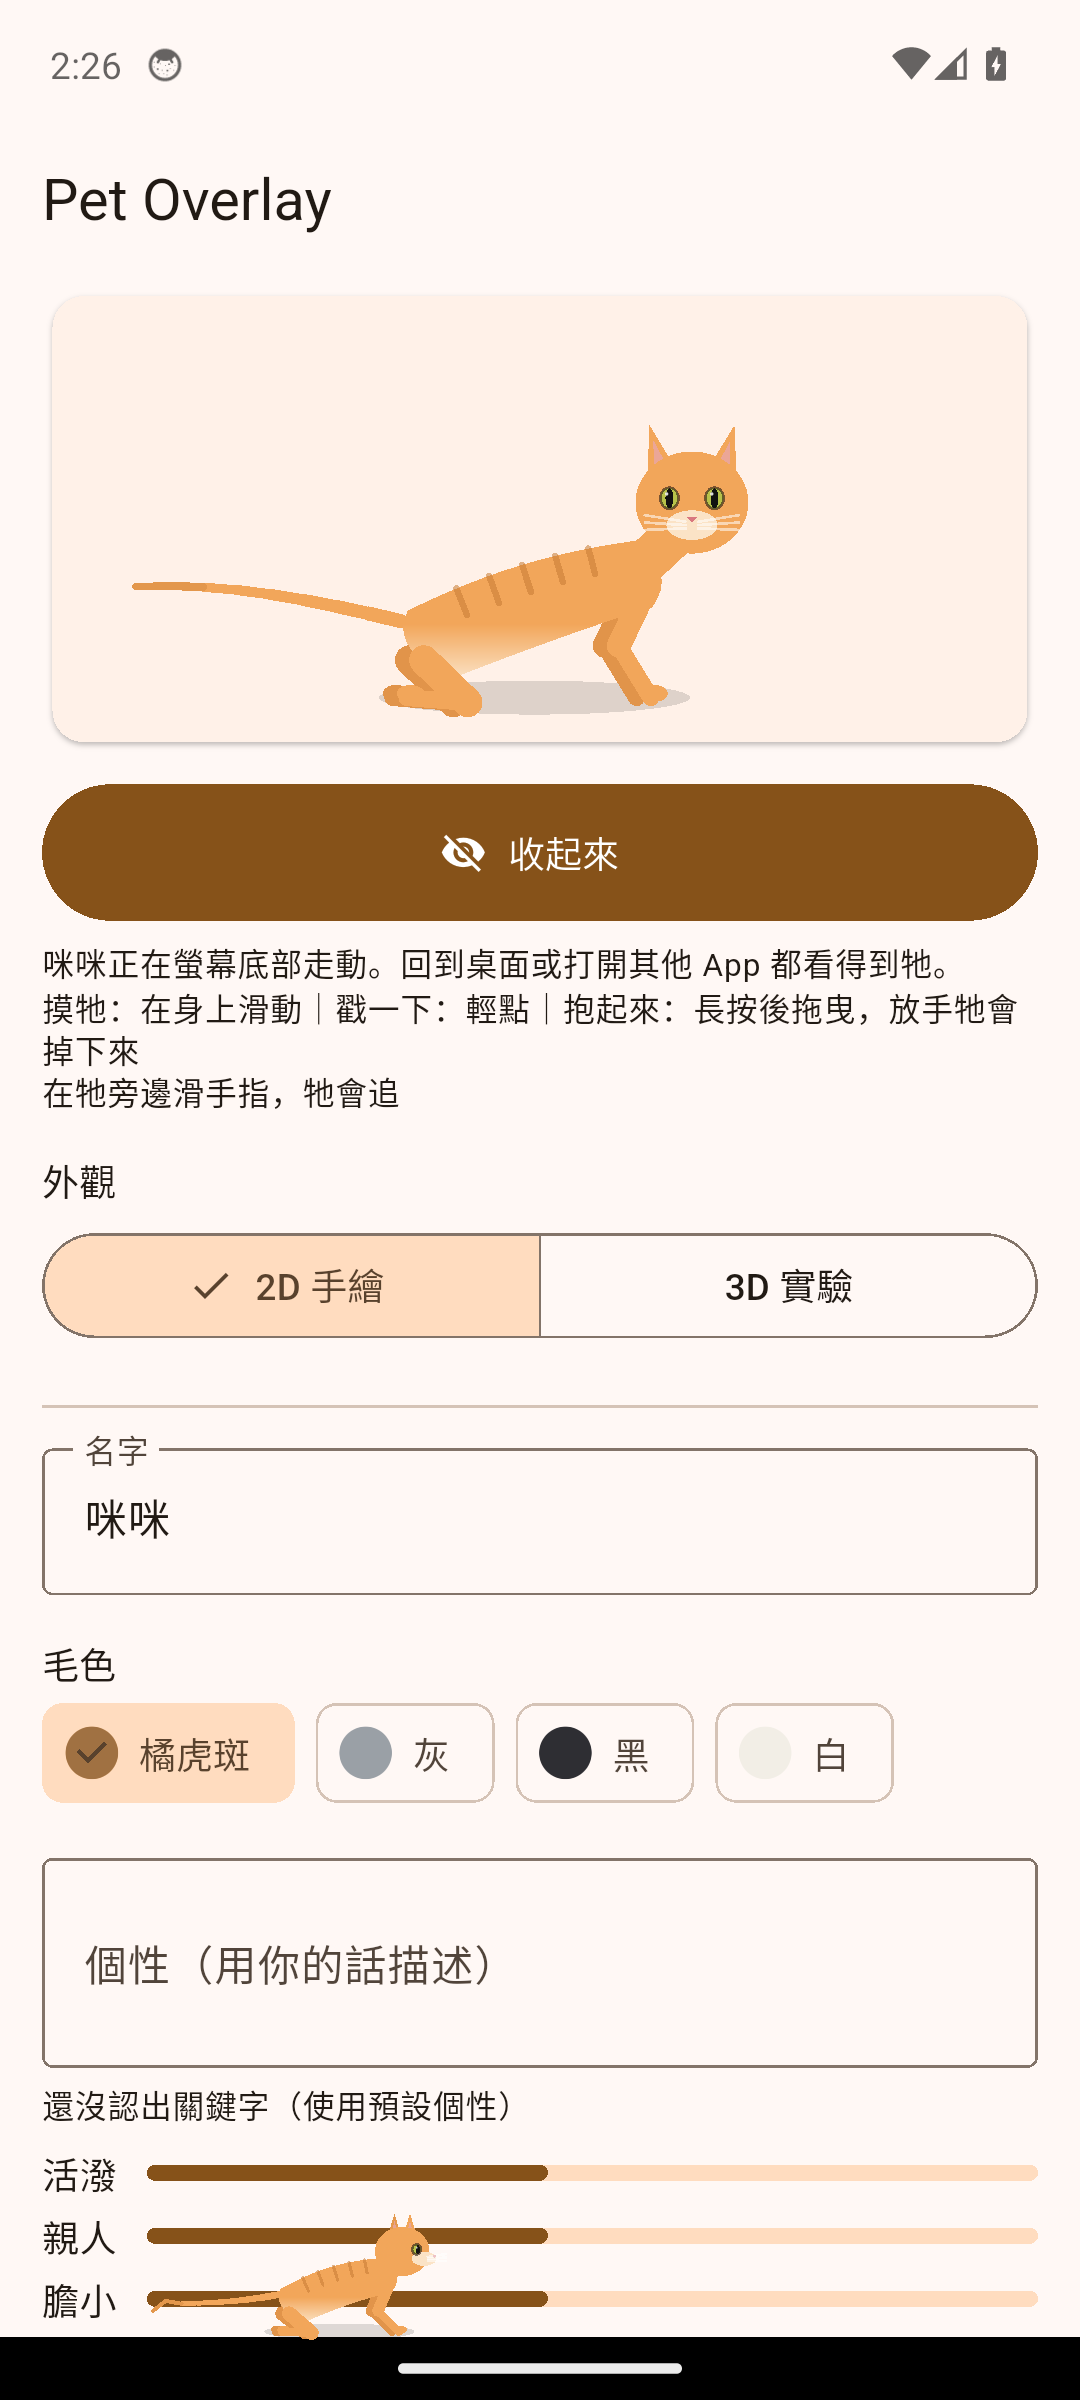 2:26
Pet Overlay
收起來
咪咪正在螢幕底部走動。回到桌面或打開其他 App 都看得到牠。
摸牠：在身上滑動｜戳一下：輕點｜抱起來：長按後拖曳，放手牠會
掉下來
在牠旁邊滑手指，牠會追
外觀
2D 手繪
3D 實驗
名字
咪咪
毛色
橘虎斑
灰
黑
白
個性（用你的話描述）
還沒認出關鍵字（使用預設個性）
活潑
親人
膽小